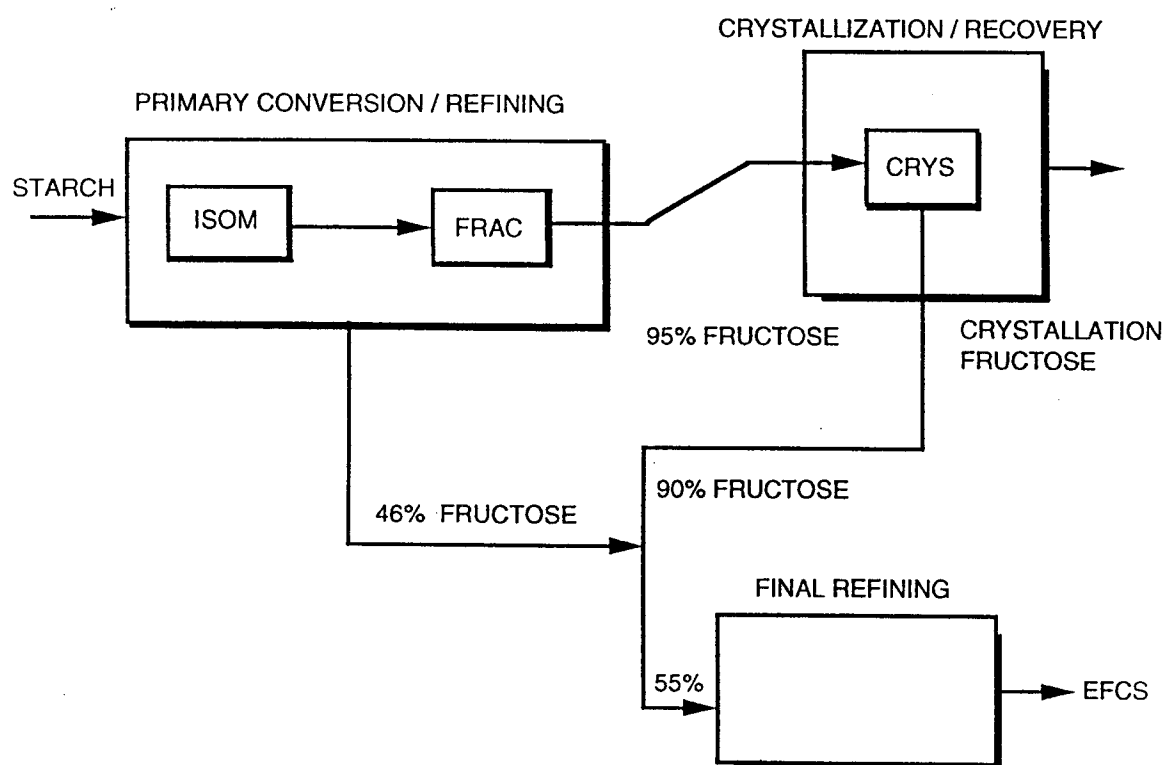 CRYSTALLIZATION / RECOVERY
PRIMARY CONVERSION / REFINING
STARCH
ISOM
FRAC
CRYS
95% FRUCTOSE
CRYSTALLATION
FRUCTOSE
90% FRUCTOSE
46% FRUCTOSE
FINAL REFINING
55%
EFCS